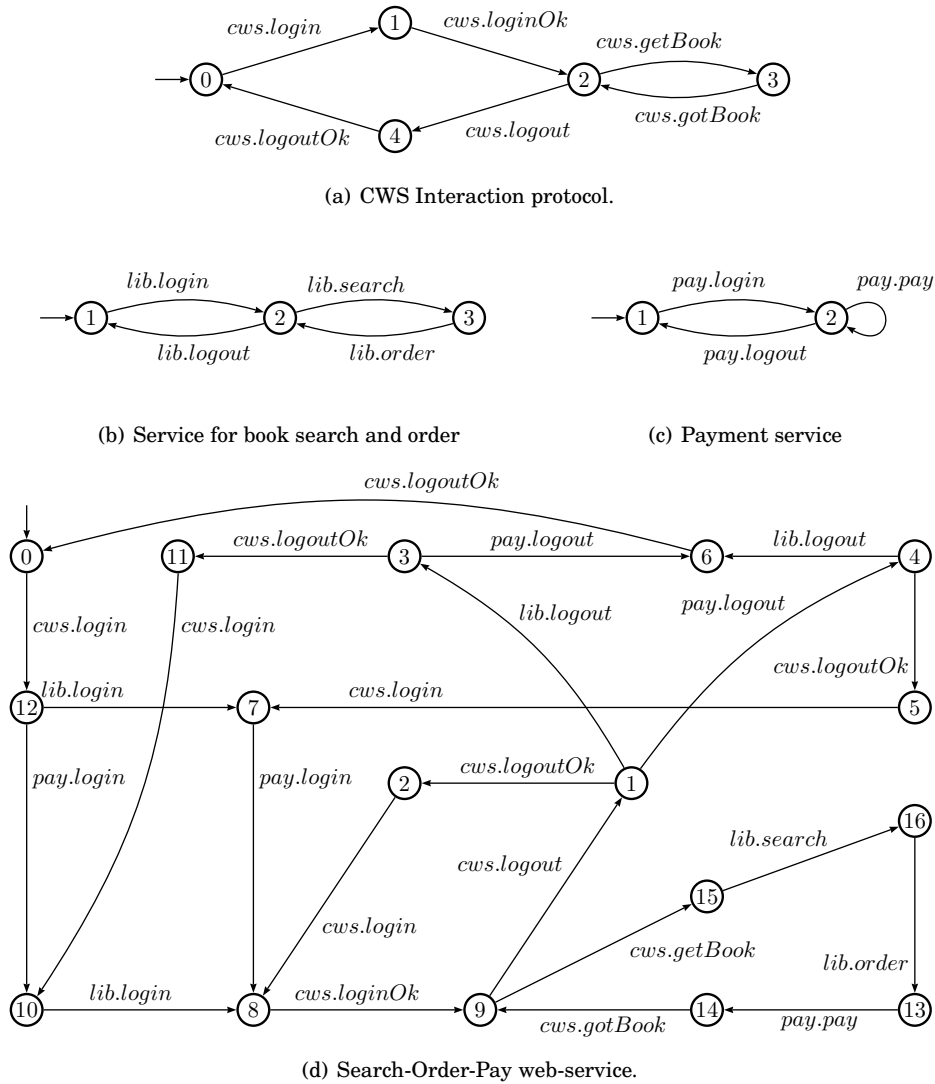 cws.login
1
cws.loginOk
cws.getBook
0
2
3
cws.logoutOk
4
cws.logout
cws.gotBook
(a) CWS Interaction protocol.
lib.login
lib.search
1
2
3
lib.logout
lib.order
(b) Service for book search and order
pay.login
pay.pay
1
2
pay.logout
(c) Payment service
cws.logoutOk
0
11
cws.logoutOk
3
pay.logout
6
lib.logout
4
cws.login
cws.login
lib.logout
pay.logout
cws.logoutOk
12
lib.login
7
cws.login
5
pay.login
pay.login
2
cws.logoutOk
1
16
lib.search
cws.logout
15
cws.login
cws.getBook
lib.order
10
lib.login
8
cws.loginOk
9
cws.gotBook
14
pay.pay
13
(d) Search-Order-Pay web-service.